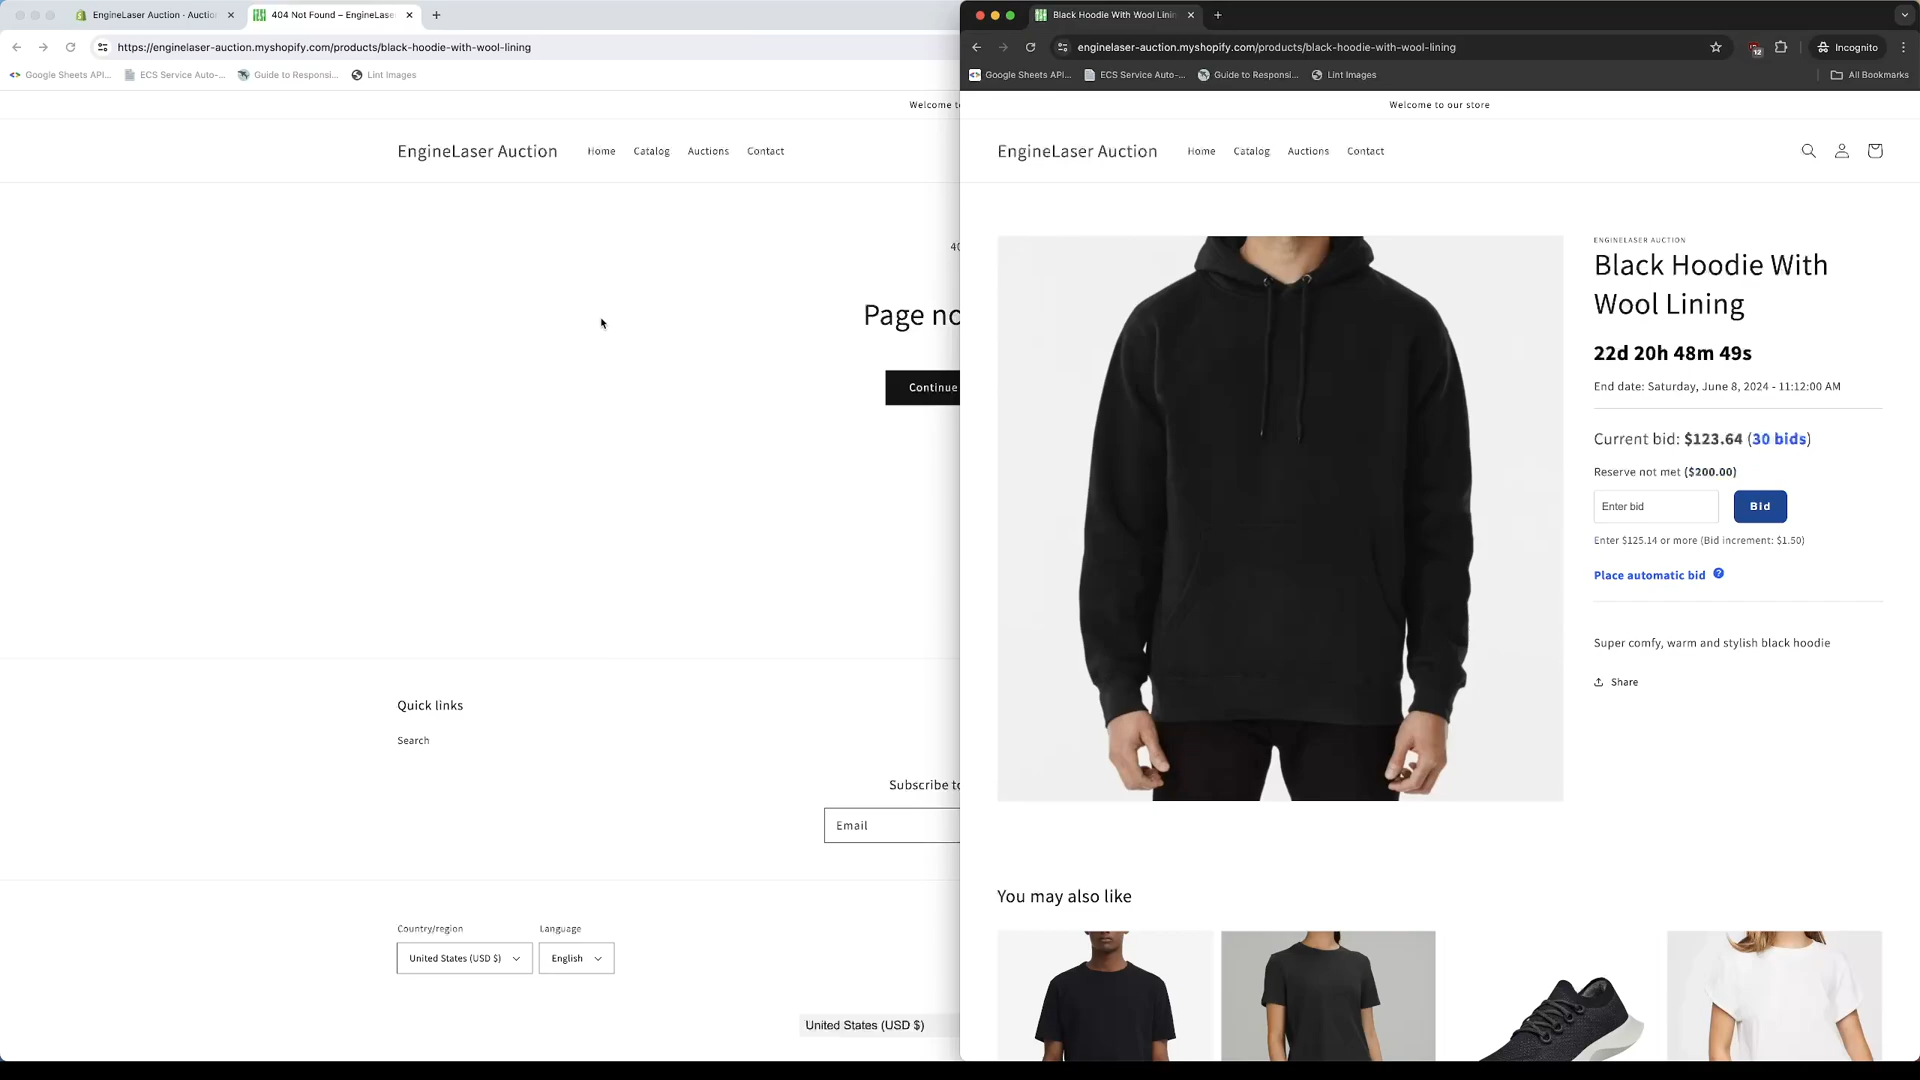 EngineLaser Auction · Auctio
404 Not Found – EngineLase
https://enginelaser-auction.myshopify.com/products/black-hoodie-with-wool-lining
Google Sheets API...
ECS Service Auto-...
Guide to Responsi...
Lint Images
Welcome to
EngineLaser Auction
Home
Catalog
Auctions
Contact
40
Page no
Continue
Quick links
Search
Subscribe to
Email
Country/region
Language
United States (USD $)
English
United States (USD $)
Black Hoodie With Wool Linin
enginelaser-auction.myshopify.com/products/black-hoodie-with-wool-lining
12
Incognito
Google Sheets API...
ECS Service Auto-...
Guide to Responsi...
Lint Images
All Bookmarks
Welcome to our store
EngineLaser Auction
Home
Catalog
Auctions
Contact
ENGINELASER AUCTION
Black Hoodie With
Wool Lining
22d 20h 48m 49s
End date: Saturday, June 8, 2024 - 11:12:00 AM
Current bid: $123.64 (30 bids)
Reserve not met ($200.00)
Enter bid
Bid
Enter $125.14 or more (Bid increment: $1.50)
Place automatic bid ?
Super comfy, warm and stylish black hoodie
Share
You may also like